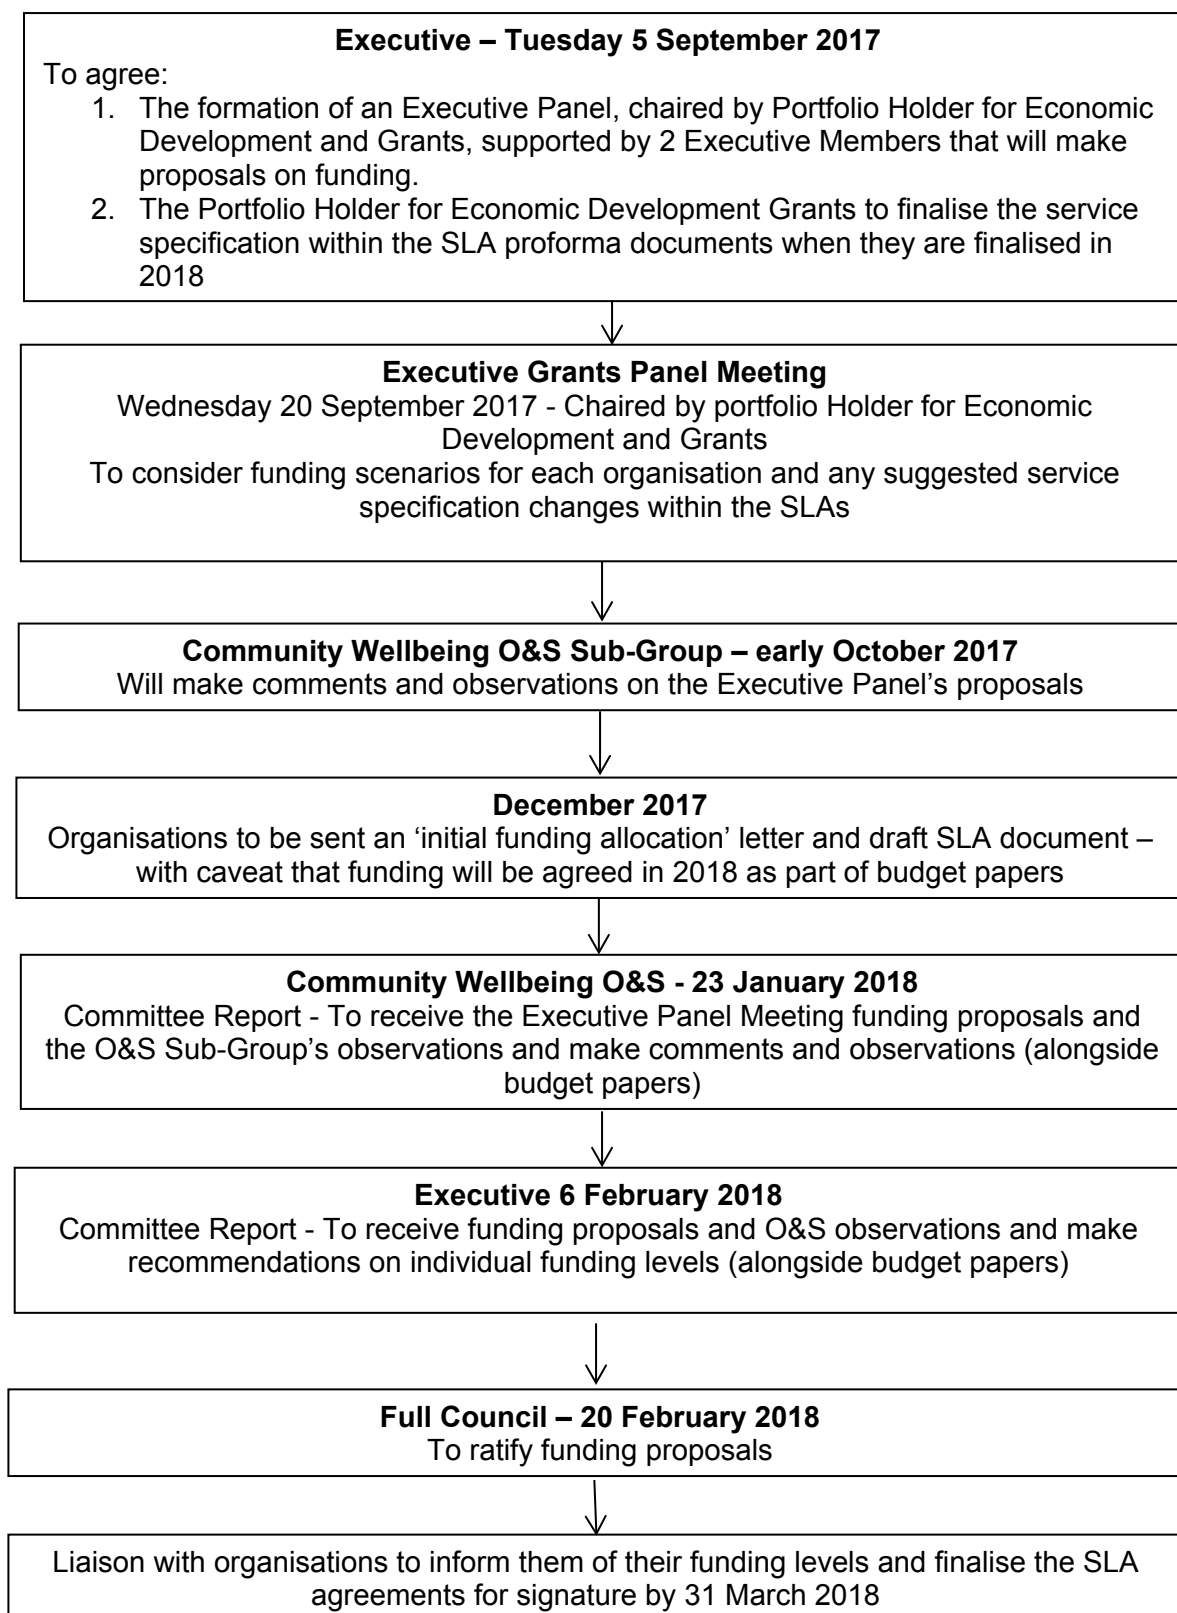 Executive – Tuesday 5 September 2017
To agree:
1. The formation of an Executive Panel, chaired by Portfolio Holder for Economic
Development and Grants, supported by 2 Executive Members that will make
proposals on funding.
2. The Portfolio Holder for Economic Development Grants to finalise the service
specification within the SLA proforma documents when they are finalised in
2018
Executive Grants Panel Meeting
Wednesday 20 September 2017 - Chaired by portfolio Holder for Economic
Development and Grants
To consider funding scenarios for each organisation and any suggested service
specification changes within the SLAs
Community Wellbeing O&S Sub-Group – early October 2017
Will make comments and observations on the Executive Panel’s proposals
December 2017
Organisations to be sent an ‘initial funding allocation’ letter and draft SLA document –
with caveat that funding will be agreed in 2018 as part of budget papers
Community Wellbeing O&S - 23 January 2018
Committee Report - To receive the Executive Panel Meeting funding proposals and
the O&S Sub-Group’s observations and make comments and observations (alongside
budget papers)
Executive 6 February 2018
Committee Report - To receive funding proposals and O&S observations and make
recommendations on individual funding levels (alongside budget papers)
Full Council – 20 February 2018
To ratify funding proposals
Liaison with organisations to inform them of their funding levels and finalise the SLA
agreements for signature by 31 March 2018